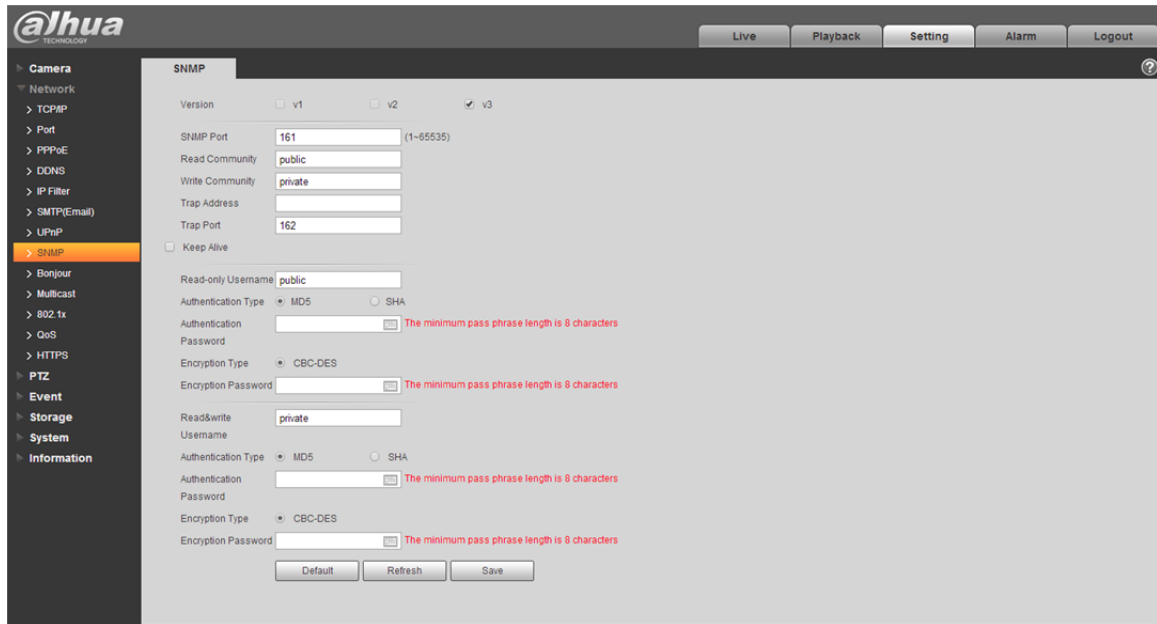 alhua
TECHNOLOGY
Live Playback Setting Alarm Logout
Camera
Network
> TCP/IP
> Port
> PPPoE
> DDNS
> IP Filter
> SMTP(Email)
> UPnP
> SNMP
> Bonjour
> Multicast
> 802.1x
> QoS
> HTTPS
PTZ
Event
Storage
System
Information
SNMP
?
Version v1 v2 v3
SNMP Port 161 (1~65535)
Read Community public
Write Community private
Trap Address
Trap Port 162
Keep Alive
Read-only Username public
Authentication Type MD5 SHA
Authentication The minimum pass phrase length is 8 characters
Password
Encryption Type CBC-DES
Encryption Password The minimum pass phrase length is 8 characters
Read&write private
Username
Authentication Type MD5 SHA
Authentication The minimum pass phrase length is 8 characters
Password
Encryption Type CBC-DES
Encryption Password The minimum pass phrase length is 8 characters
Default Refresh Save